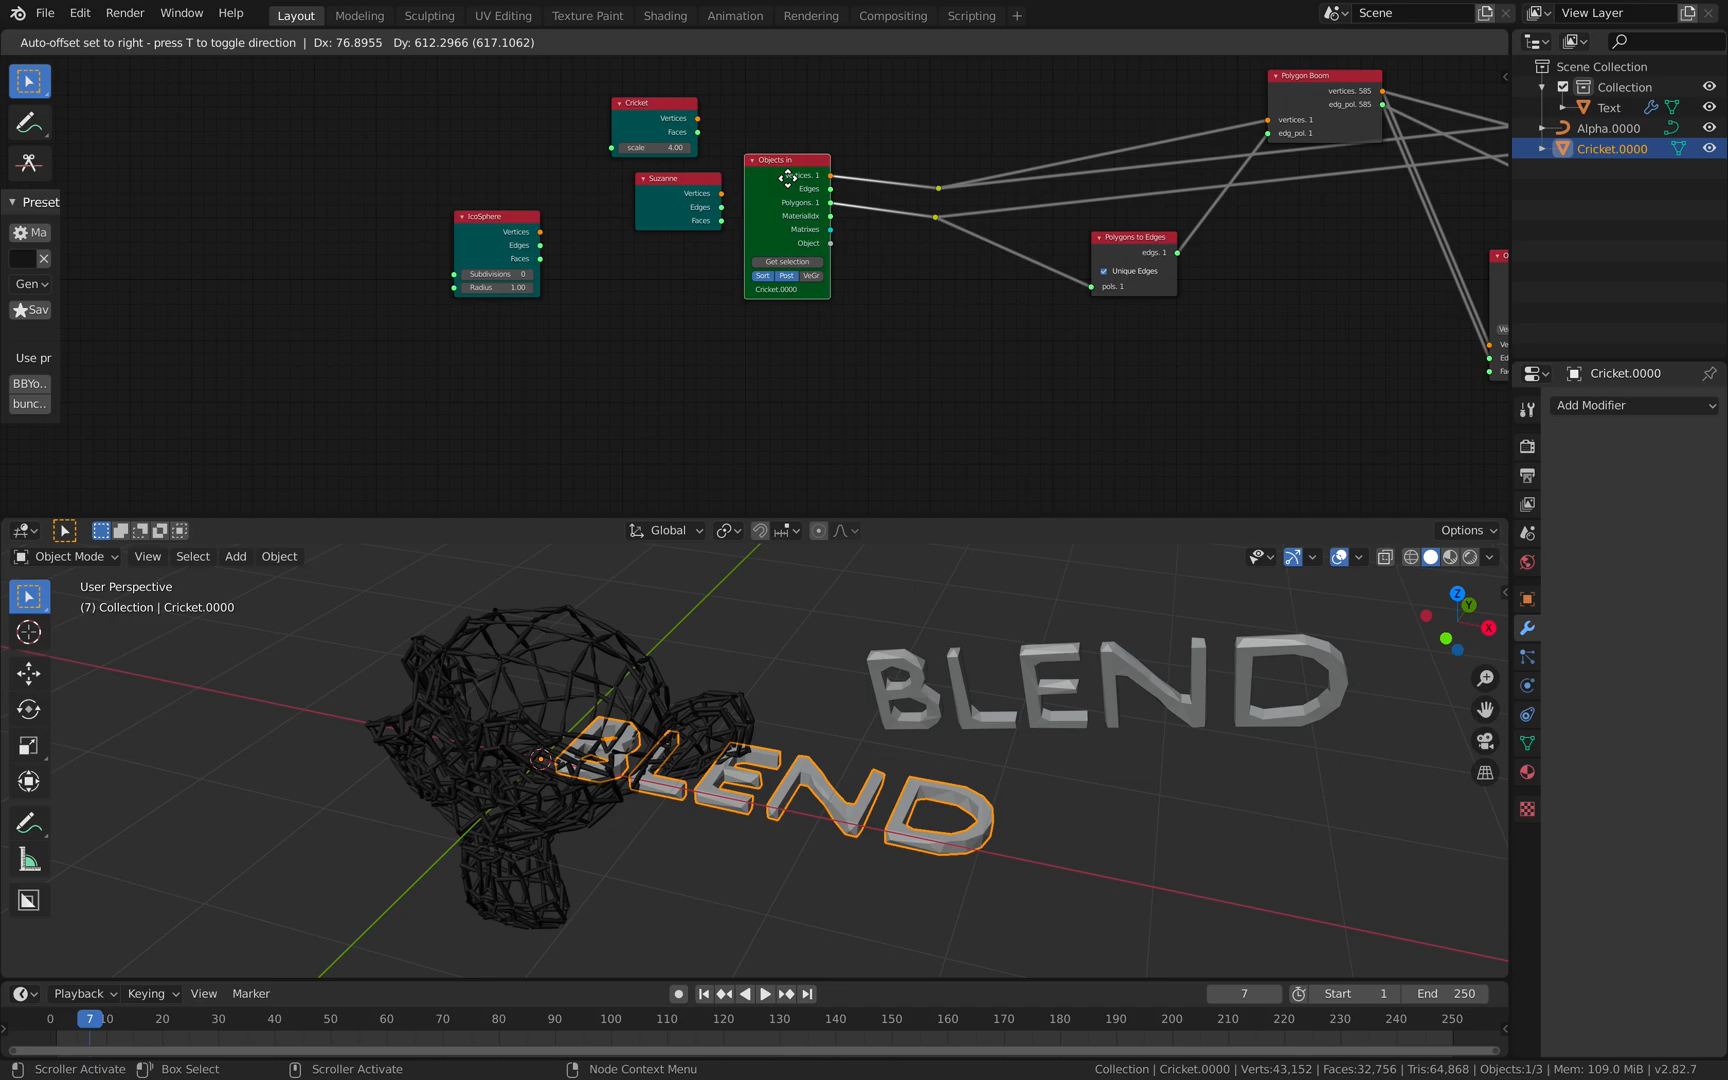 File Edit Render Window Help Layout Modeling Sculpting UV Editing Texture Paint Shading Animation Rendering Compositing Scripting + Scene View Layer
Auto-offset set to right - press T to toggle direction | Dx: 76.8955 Dy: 612.2966 (617.1062)
Scene Collection
Collection
Text
Alpha.0000
Cricket.0000
Preset
Ma
Gen
Sav
Use pr
BBYo..
bunc..
Cricket
Vertices
Faces
scale 4.00
Suzanne
Vertices
Edges
Faces
IcoSphere
Vertices
Edges
Faces
Subdivisions 0
Radius 1.00
Objects in
Edges
Polygons. 1
MaterialIdx
Matrixes
Object
Get selection
Sort Post VeGr
Cricket.0000
Polygon Boom
vertices. 585
edg_pol. 585
vertices. 1
edg_pol. 1
Polygons to Edges
edgs. 1
Unique Edges
pols. 1
O
Ve
Ve
Ed
Fa
Cricket.0000
Add Modifier
Global
Options
Object Mode View Select Add Object
User Perspective
(7) Collection | Cricket.0000
Z
Y
X
BLEND
BLEND
Playback Keying View Marker 7 Start 1 End 250
0 7 10 20 30 40 50 60 70 80 90 100 110 120 130 140 150 160 170 180 190 200 210 220 230 240 250
Scroller Activate Box Select Scroller Activate Node Context Menu Collection | Cricket.0000 | Verts:43,152 | Faces:32,756 | Tris:64,868 | Objects:1/3 | Mem: 109.0 MiB | v2.82.7